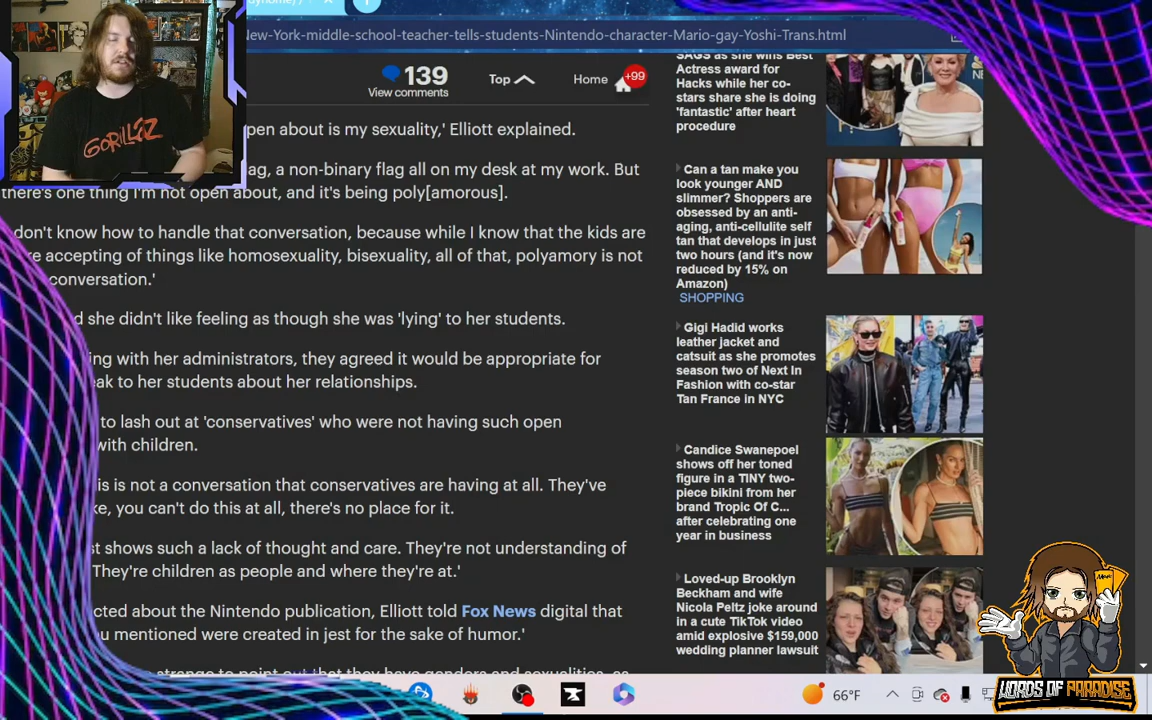 New-York-middle-school-teacher-tells-students-Nintendo-character-Mario-gay-Yoshi-Trans.html
139
View comments
Top
Home
+99
GORILLAZ
pen about is my sexuality,' Elliott explained.
ag, a non-binary flag all on my desk at my work. But
there's one thing I'm not open about, and it's being poly[amorous].
don't know how to handle that conversation, because while I know that the kids are
re accepting of things like homosexuality, bisexuality, all of that, polyamory is not
conversation.'
d she didn't like feeling as though she was 'lying' to her students.
ing with her administrators, they agreed it would be appropriate for
eak to her students about her relationships.
to lash out at 'conservatives' who were not having such open
with children.
is is not a conversation that conservatives are having at all. They've
ke, you can't do this at all, there's no place for it.
st shows such a lack of thought and care. They're not understanding of
They're children as people and where they're at.'
cted about the Nintendo publication, Elliott told Fox News digital that
u mentioned were created in jest for the sake of humor.'
strange to point out that they have genders and sexualities, as
SAGS as she wins Best
Actress award for
Hacks while her co-
stars share she is doing
'fantastic' after heart
procedure
Can a tan make you
look younger AND
slimmer? Shoppers are
obsessed by an anti-
aging, anti-cellulite self
tan that develops in just
two hours (and it's now
reduced by 15% on
Amazon)
SHOPPING
Gigi Hadid works
leather jacket and
catsuit as she promotes
season two of Next In
Fashion with co-star
Tan France in NYC
Candice Swanepoel
shows off her toned
figure in a TINY two-
piece bikini from her
brand Tropic Of C...
after celebrating one
year in business
Loved-up Brooklyn
Beckham and wife
Nicola Peltz joke around
in a cute TikTok video
amid explosive $159,000
wedding planner lawsuit
66°F
WORDS OF PARADISE